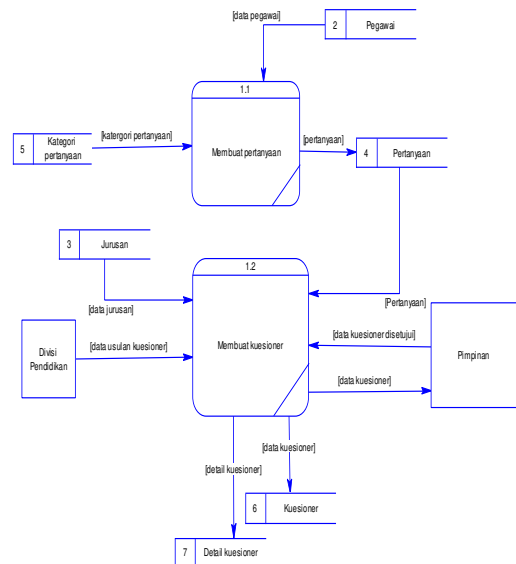 [data pegawai]
2
Pegawai
1.1
[katergori pertanyaan]
Membuat pertanyaan
[pertanyaan]
5
Kategori
pertanyaan
4
Pertanyaan
3
Jurusan
1.2
[data jurusan]
[Pertanyaan]
Divisi
Pendidikan
[data usulan kuesioner]
Membuat kuesioner
[data kuesioner disetujui]
Pimpinan
[data kuesioner]
[detail kuesioner]
[data kuesioner]
6
Kuesioner
7
Detail kuesioner